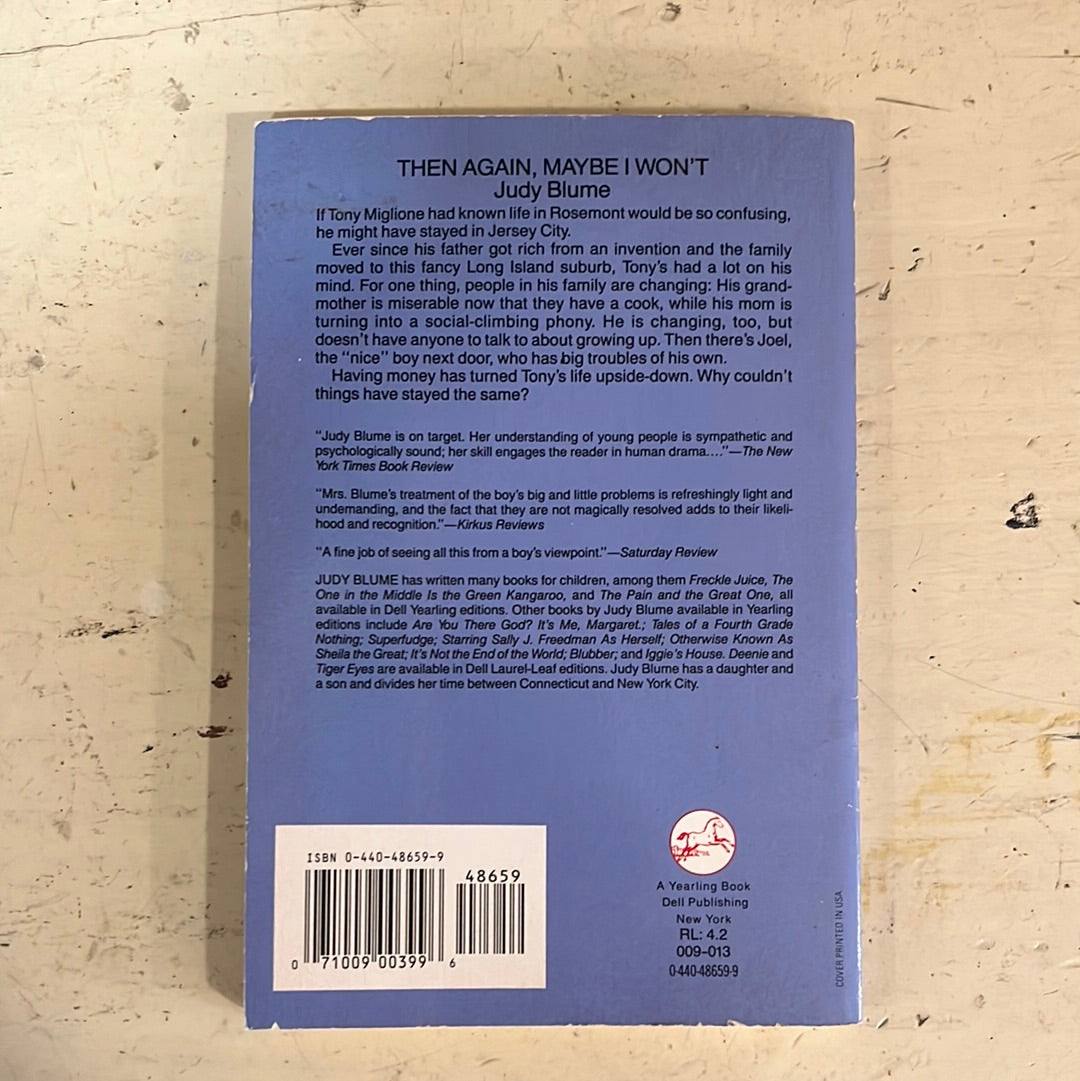 THEN AGAIN, MAYBE I WON'T
Judy Blume
If Tony Miglione had known life in Rosemont would be so confusing,
he might have stayed in Jersey City.
Ever since his father got rich from an invention and the family
moved to this fancy Long Island suburb, Tony's had a lot on his
mind. For one thing, people in his family are changing: His grand-
mother is miserable now that they have a cook, while his mom is
turning into a social-climbing phony. He is changing, too, but
doesn't have anyone to talk to about growing up. Then there's Joel,
the "nice" boy next door, who has big troubles of his own.
Having money has turned Tony's life upside-down. Why couldn't
things have stayed the same?
"Judy Blume is on target. Her understanding of young people is sympathetic and
psychologically sound; her skill engages the reader in human drama...."—The New
York Times Book Review
"Mrs. Blume's treatment of the boy's big and little problems is refreshingly light and
undemanding, and the fact that they are not magically resolved adds to their likeli-
hood and recognition."—Kirkus Reviews
"A fine job of seeing all this from a boy's viewpoint."—Saturday Review
JUDY BLUME has written many books for children, among them Freckle Juice, The
One in the Middle Is the Green Kangaroo, and The Pain and the Great One, all
available in Dell Yearling editions. Other books by Judy Blume available in Yearling
editions include Are You There God? It's Me, Margaret.; Tales of a Fourth Grade
Nothing; Superfudge; Starring Sally J. Freedman As Herself; Otherwise Known As
Sheila the Great; It's Not the End of the World; Blubber; and Iggie's House. Deenie and
Tiger Eyes are available in Dell Laurel-Leaf editions. Judy Blume has a daughter and
a son and divides her time between Connecticut and New York City.
ISBN 0-440-48659-9
48659
0 71009 00399 6
A Yearling Book
Dell Publishing
New York
RL: 4.2
009-013
0-440-48659-9
COVER PRINTED IN USA